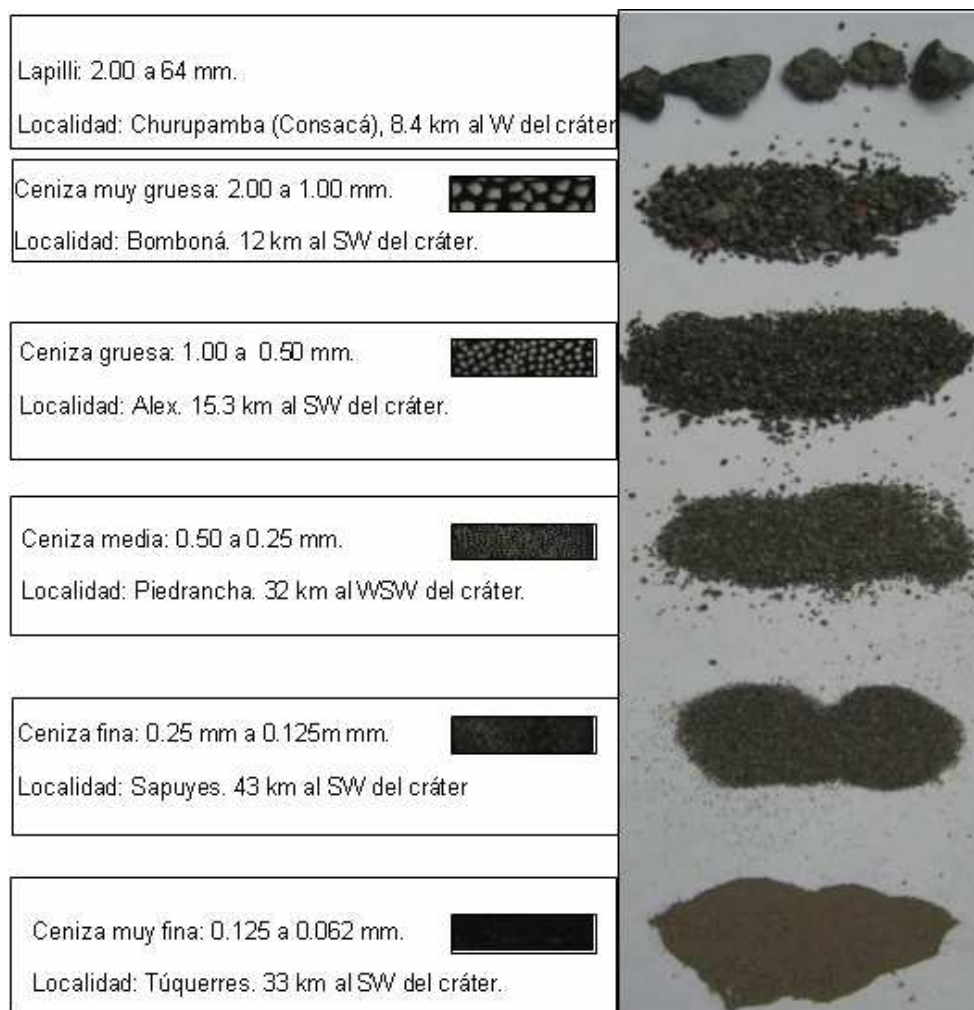 Lapilli: 2.00 a 64 mm.
Localidad: Churupamba (Consacá), 8.4 km al W del cráter
Ceniza muy gruesa: 2.00 a 1.00 mm.
Localidad: Bomboná. 12 km al SW del cráter.
Ceniza gruesa: 1.00 a 0.50 mm.
Localidad: Alex. 15.3 km al SW del cráter.
Ceniza media: 0.50 a 0.25 mm.
Localidad: Piedrancha. 32 km al WSW del cráter.
Ceniza fina: 0.25 mm a 0.125m mm.
Localidad: Sapuyes. 43 km al SW del cráter
Ceniza muy fina: 0.125 a 0.062 mm.
Localidad: Túquerres. 33 km al SW del cráter.